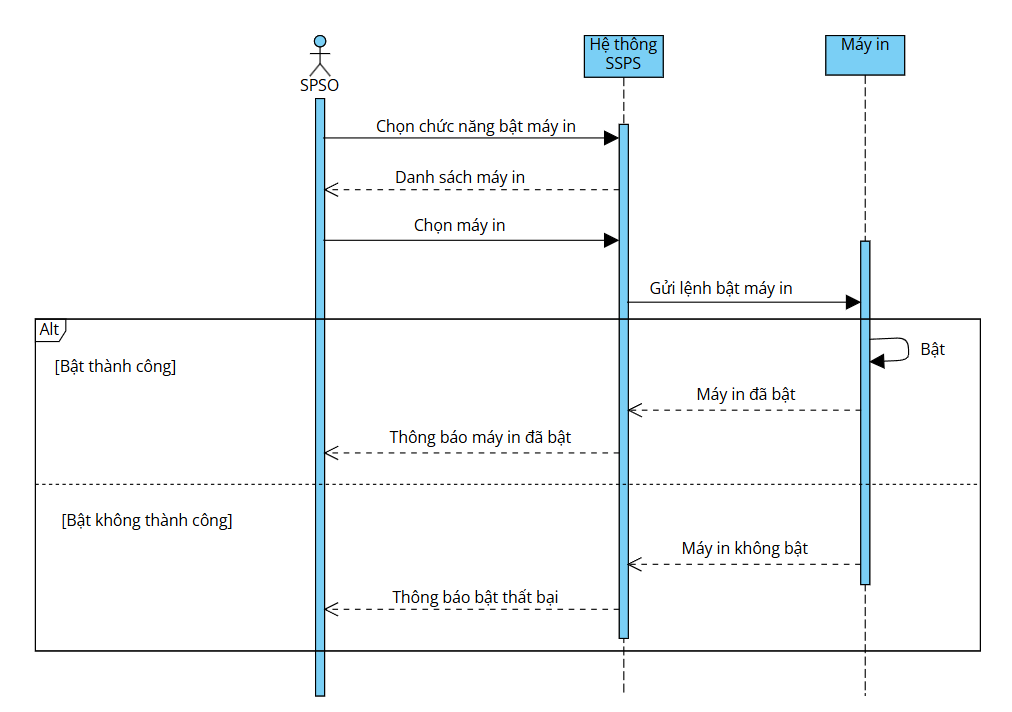 SPSO
Hệ thông
SSPS
Máy in
Chọn chức năng bật máy in
Danh sách máy in
Chọn máy in
Gửi lệnh bật máy in
Alt
[Bật thành công]
Bật
Máy in đã bật
Thông báo máy in đã bật
[Bật không thành công]
Máy in không bật
Thông báo bật thất bại